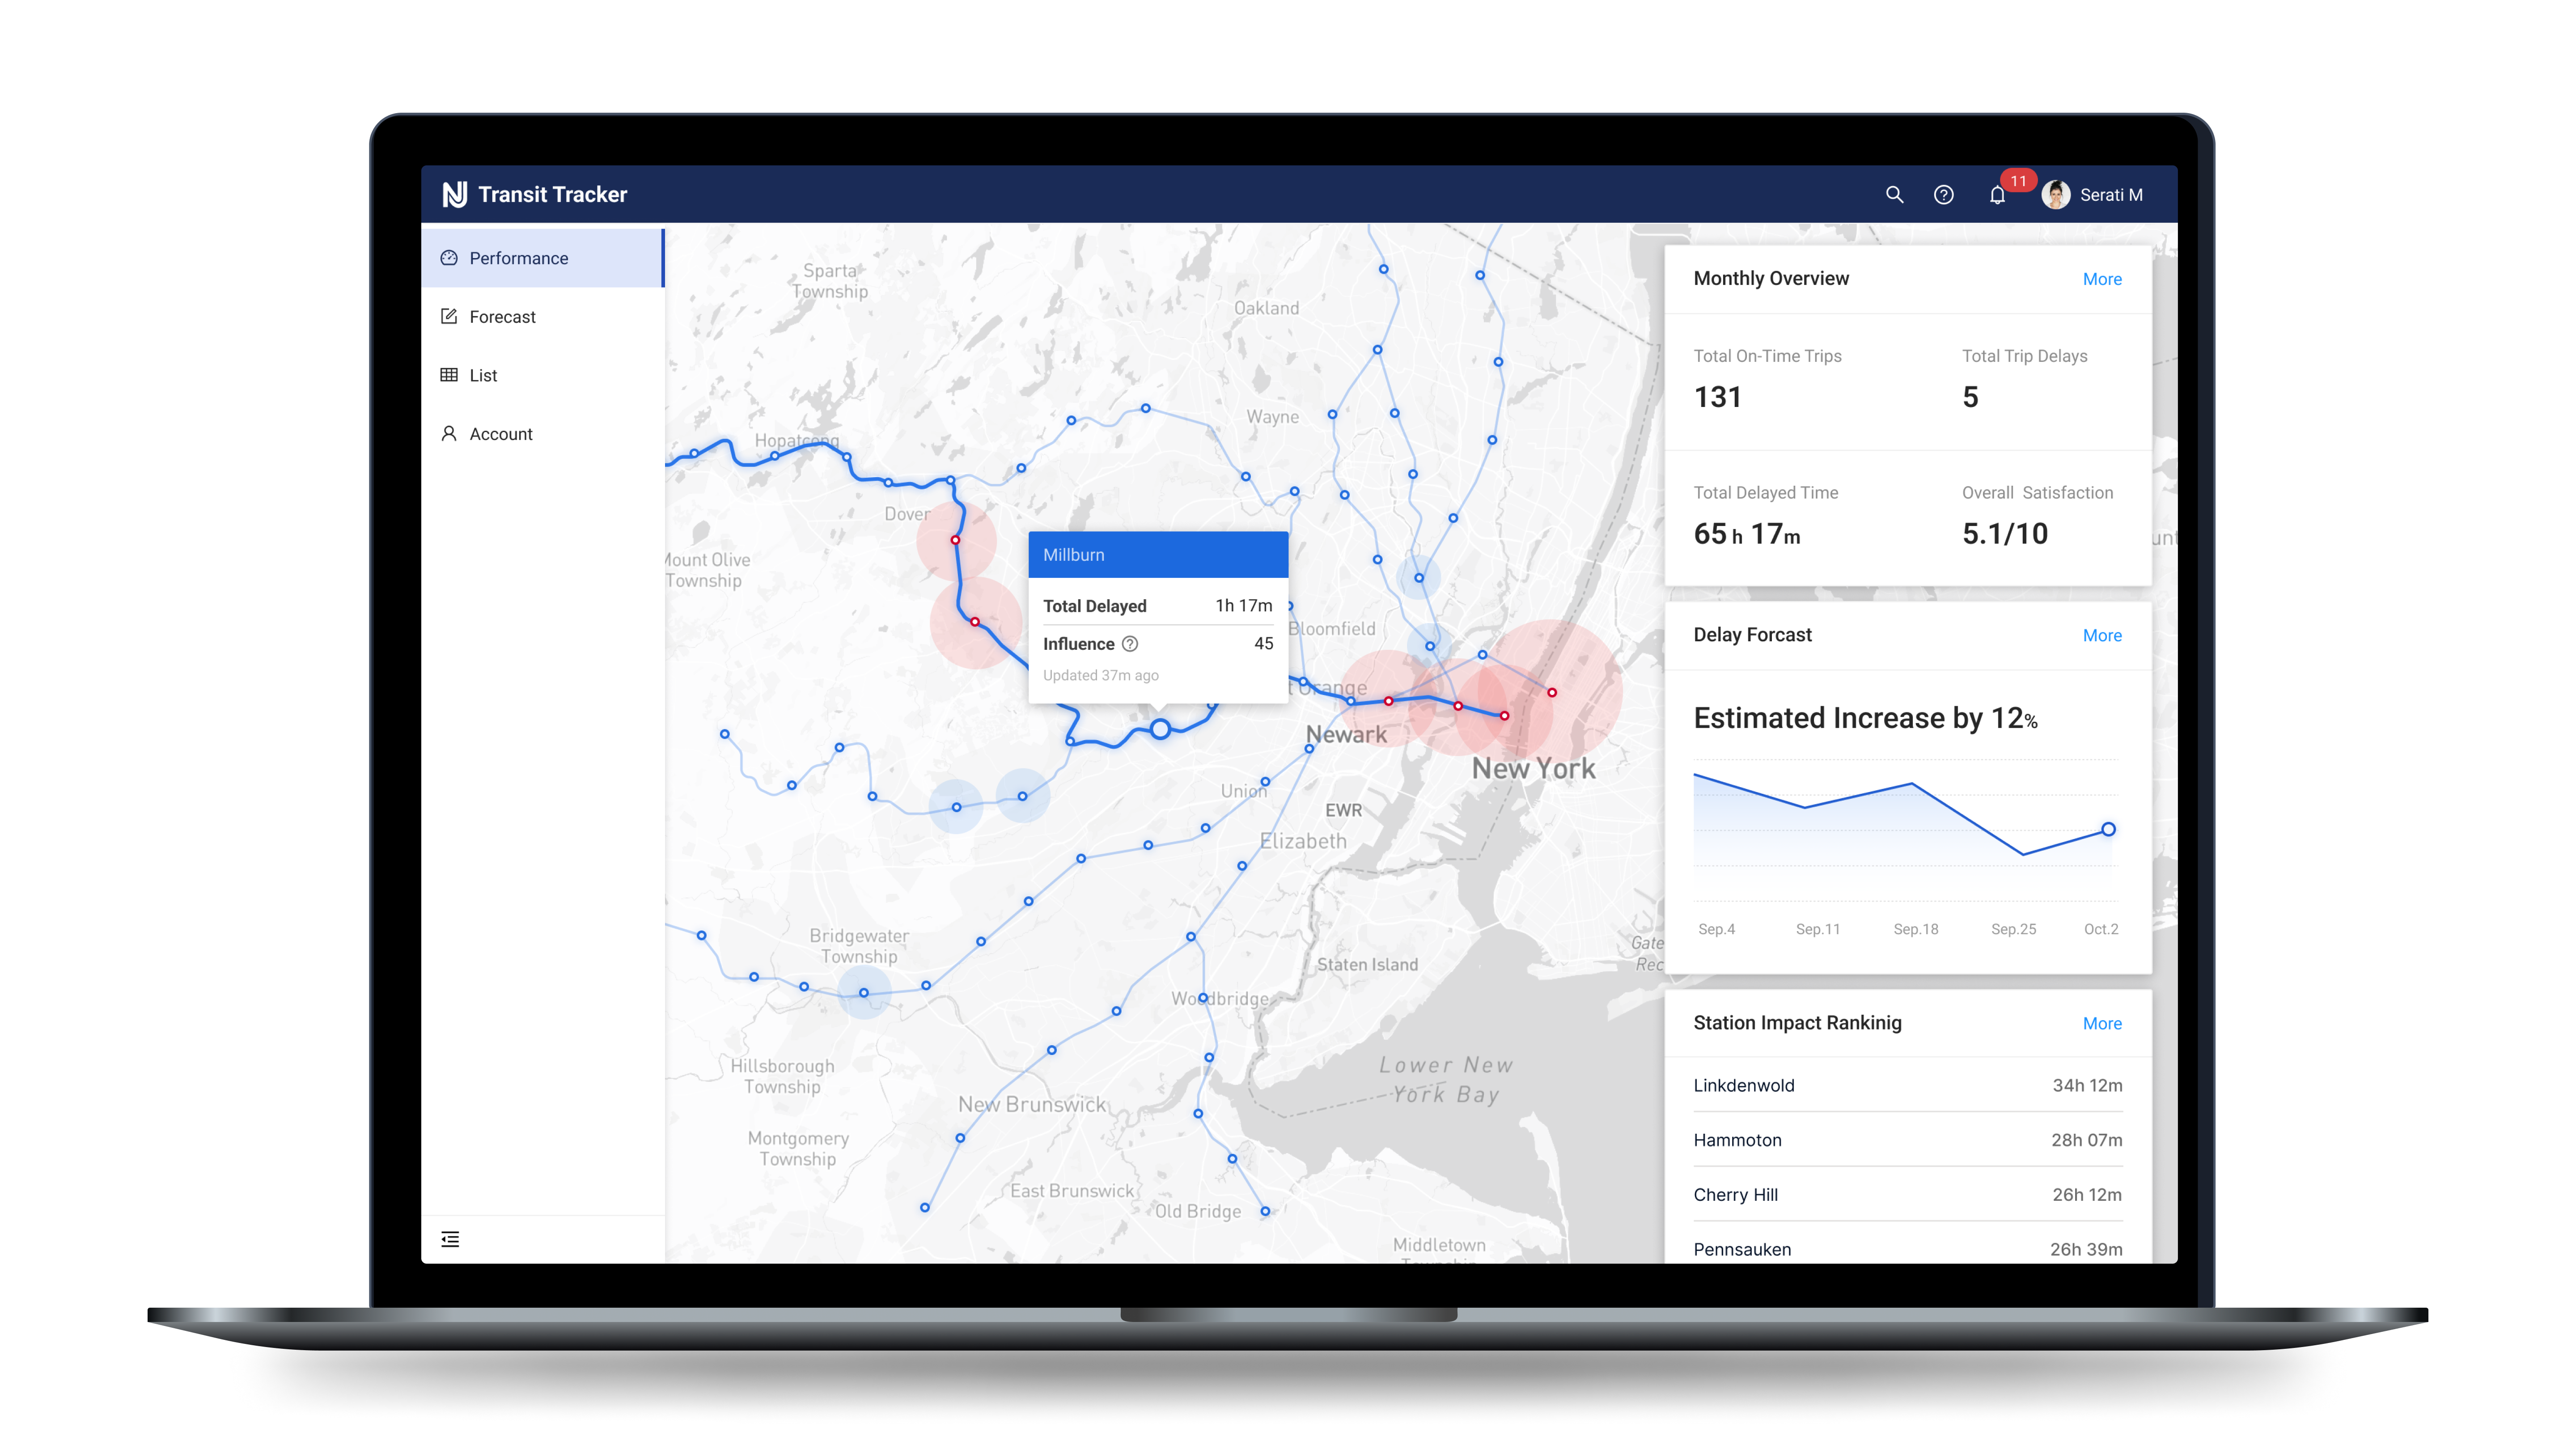 Transit Tracker
11
Serati M
Performance
Forecast
List
Account
Sparta
Township
Oakland
Wayne
Hopatcong
Dover
Mount Olive
Township
Millburn
Total Delayed 1h 17m
Influence ? 45
Updated 37m ago
Bloomfield
t Orange
Newark
New York
Union
EWR
Elizabeth
Bridgewater
Township
Staten Island
Gate
Rec
Woodbridge
Hillsborough
Township
Lower New
York Bay
New Brunswick
Montgomery
Township
East Brunswick
Old Bridge
Middletown
Monthly Overview More
Total On-Time Trips Total Trip Delays
131 5
Total Delayed Time Overall Satisfaction
65 h 17m 5.1/10
unt
Delay Forcast More
Estimated Increase by 12%
Sep.4 Sep.11 Sep.18 Sep.25 Oct.2
Station Impact Rankinig More
Linkdenwold 34h 12m
Hammoton 28h 07m
Cherry Hill 26h 12m
Pennsauken 26h 39m